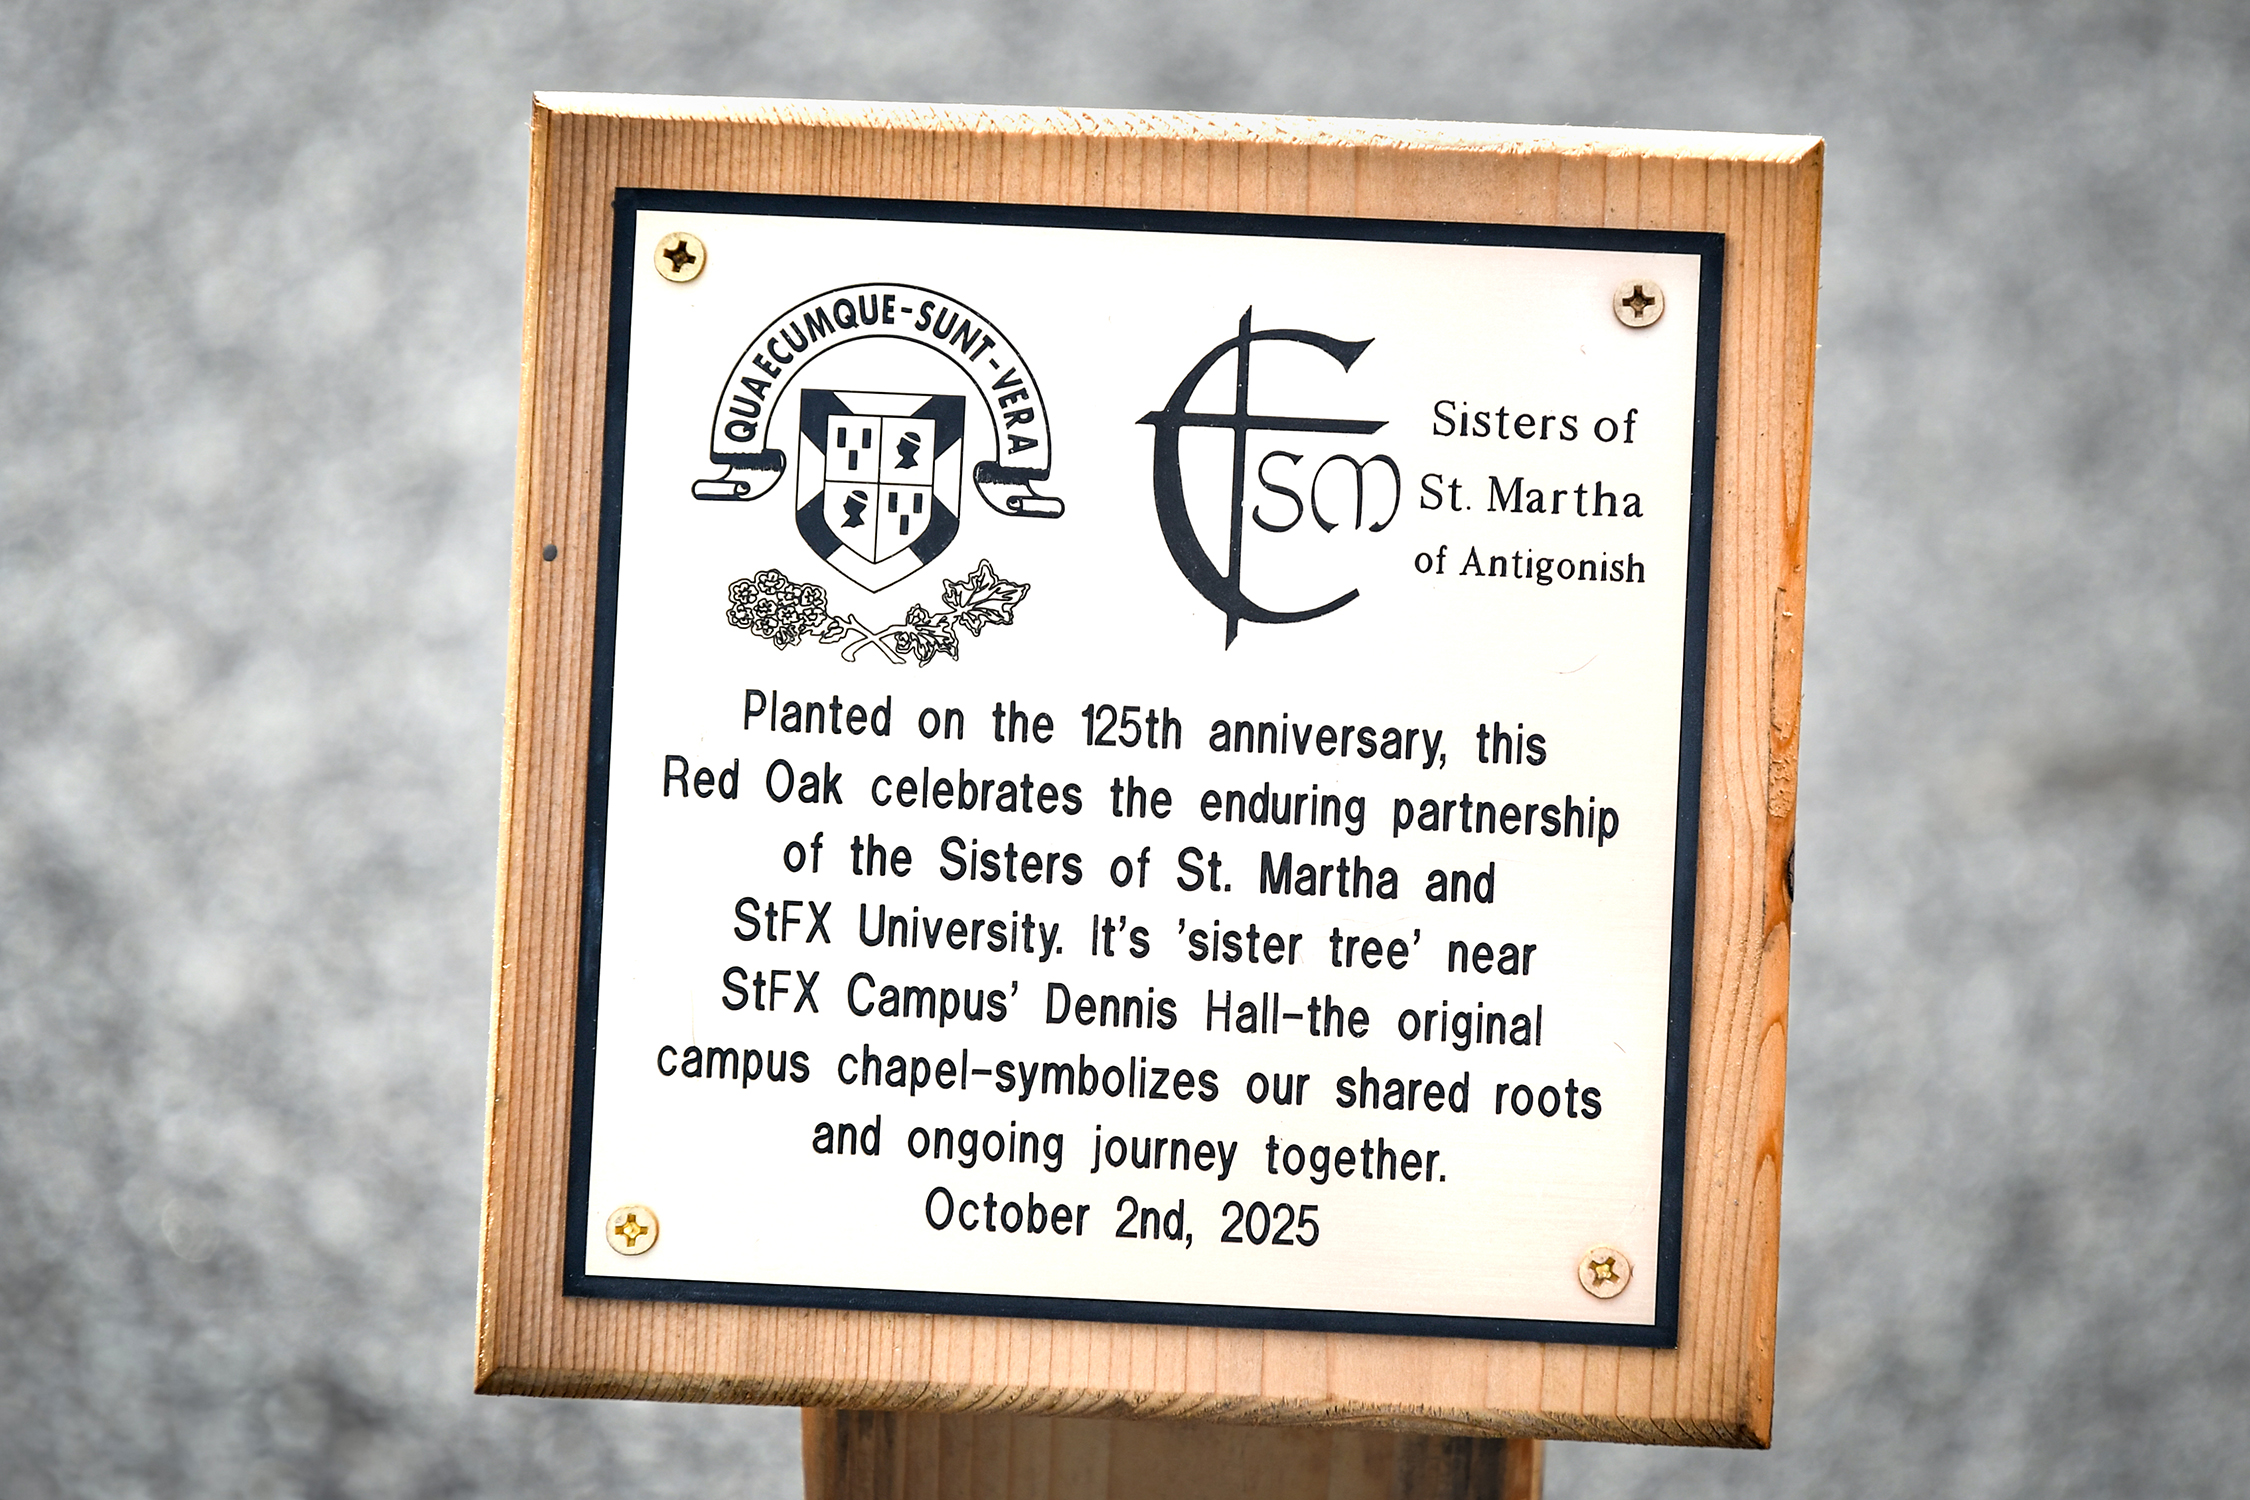 QUAECUMQUE-SUNT-VERA
CSM
Sisters of
St. Martha
of Antigonish
Planted on the 125th anniversary, this
Red Oak celebrates the enduring partnership
of the Sisters of St. Martha and
StFX University. It's 'sister tree' near
StFX Campus' Dennis Hall-the original
campus chapel-symbolizes our shared roots
and ongoing journey together.
October 2nd, 2025